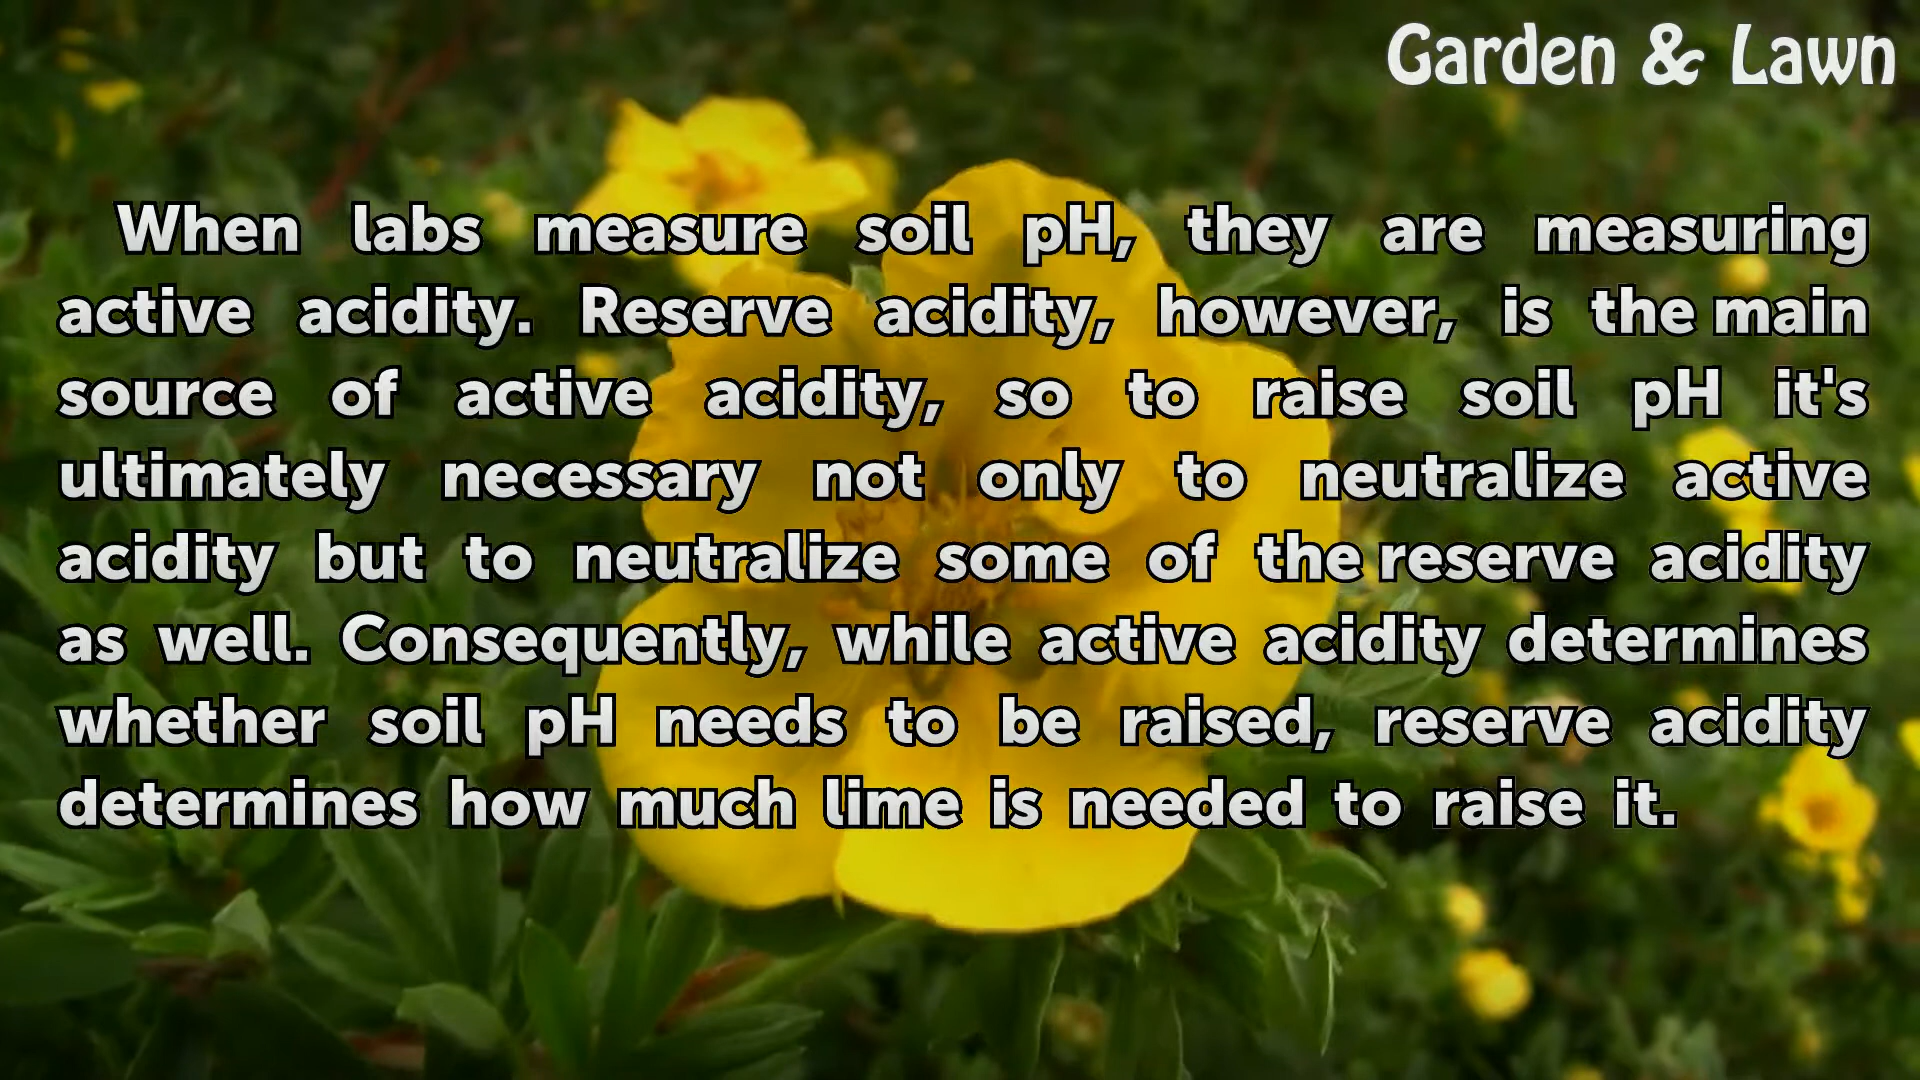 Garden & Lawn
When labs measure soil pH, they are measuring
active acidity. Reserve acidity, however, is the main
source of active acidity, so to raise soil pH it's
ultimately necessary not only to neutralize active
acidity but to neutralize some of the reserve acidity
as well. Consequently, while active acidity determines
whether soil pH needs to be raised, reserve acidity
determines how much lime is needed to raise it.